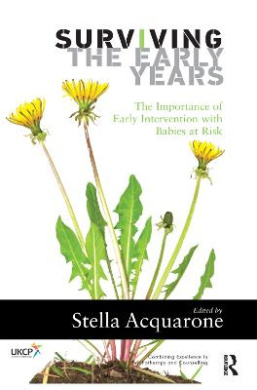 SURVIVING
THE EARLY
YEARS
The Importance of
Early Intervention with
Babies at Risk
Edited by
Stella Acquarone
UKCP
Combining Excellence in
Psychotherapy and Counselling
R